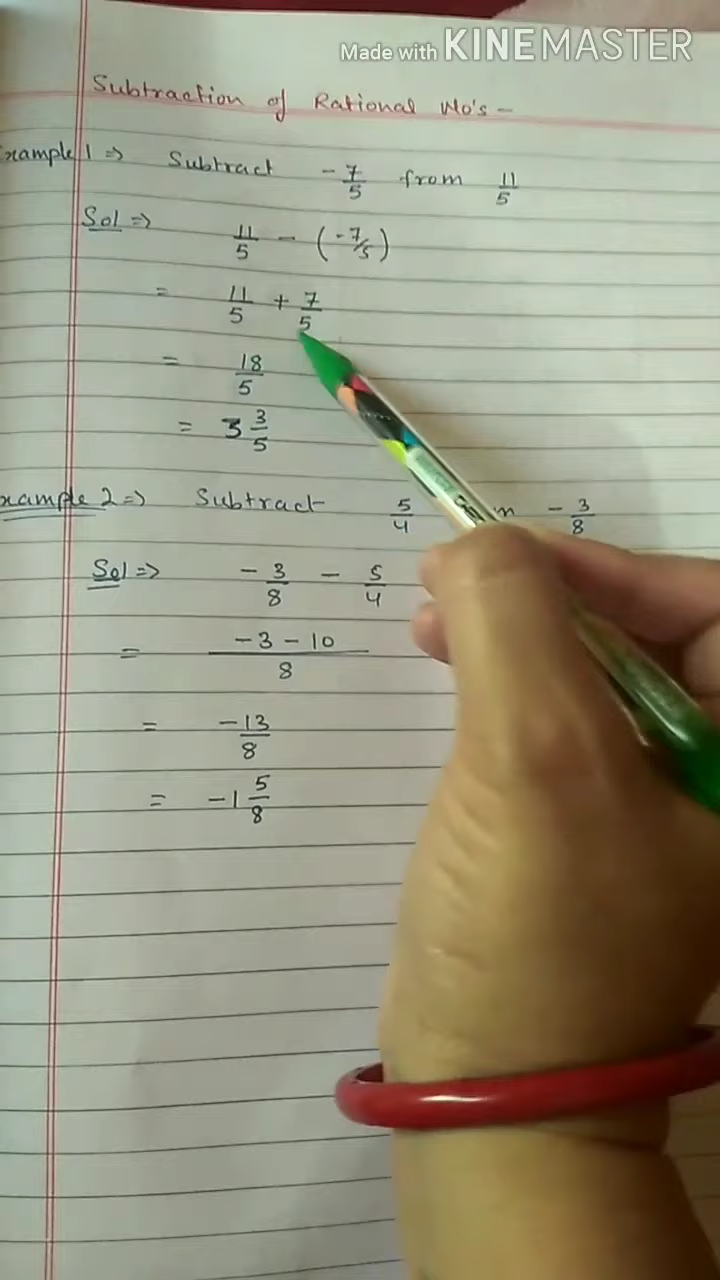 Made with KINEMASTER
Subtraction of Rational No's -
xample 1 => Subtract -7/5 from 11/5
Sol =>
11/5 - (-7/5)
= 11/5 + 7/5
= 18/5
= 3 3/5
xample 2 => Subtract 5/4 m -3/8
Sol => -3/8 - 5/4
= -3-10/8
= -13/8
= -1 5/8